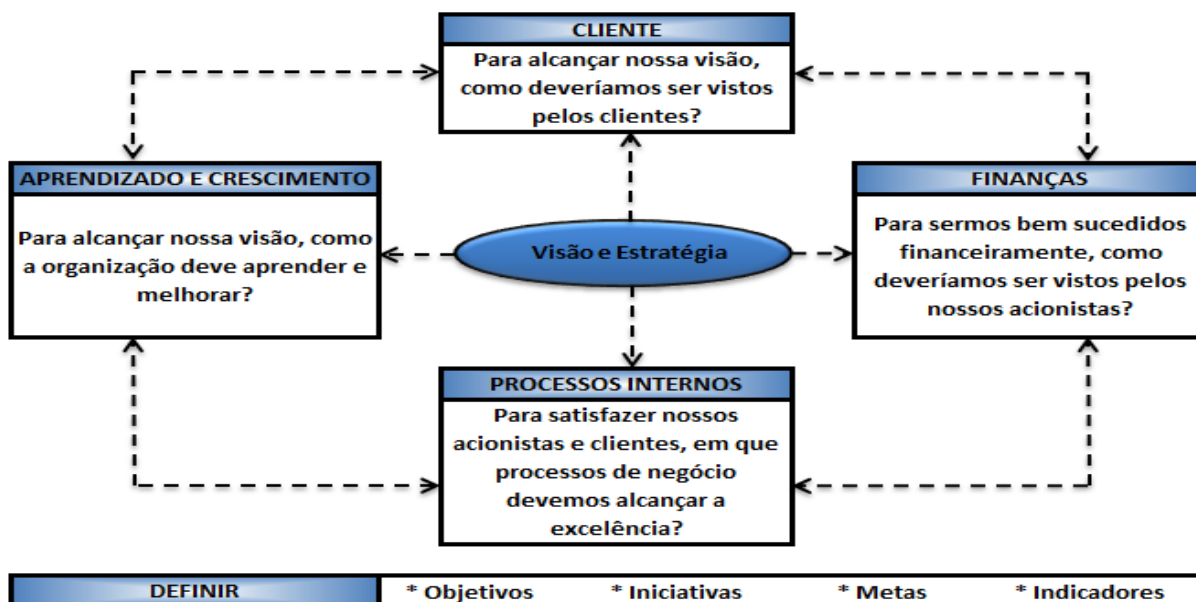 CLIENTE
Para alcançar nossa visão,
como deveríamos ser vistos
pelos clientes?
APRENDIZADO E CRESCIMENTO
Para alcançar nossa visão, como
a organização deve aprender e
melhorar?
Visão e Estratégia
FINANÇAS
Para sermos bem sucedidos
financeiramente, como
deveríamos ser vistos pelos
nossos acionistas?
PROCESSOS INTERNOS
Para satisfazer nossos
acionistas e clientes, em que
processos de negócio
devemos alcançar a
excelência?
DEFINIR * Objetivos * Iniciativas * Metas * Indicadores